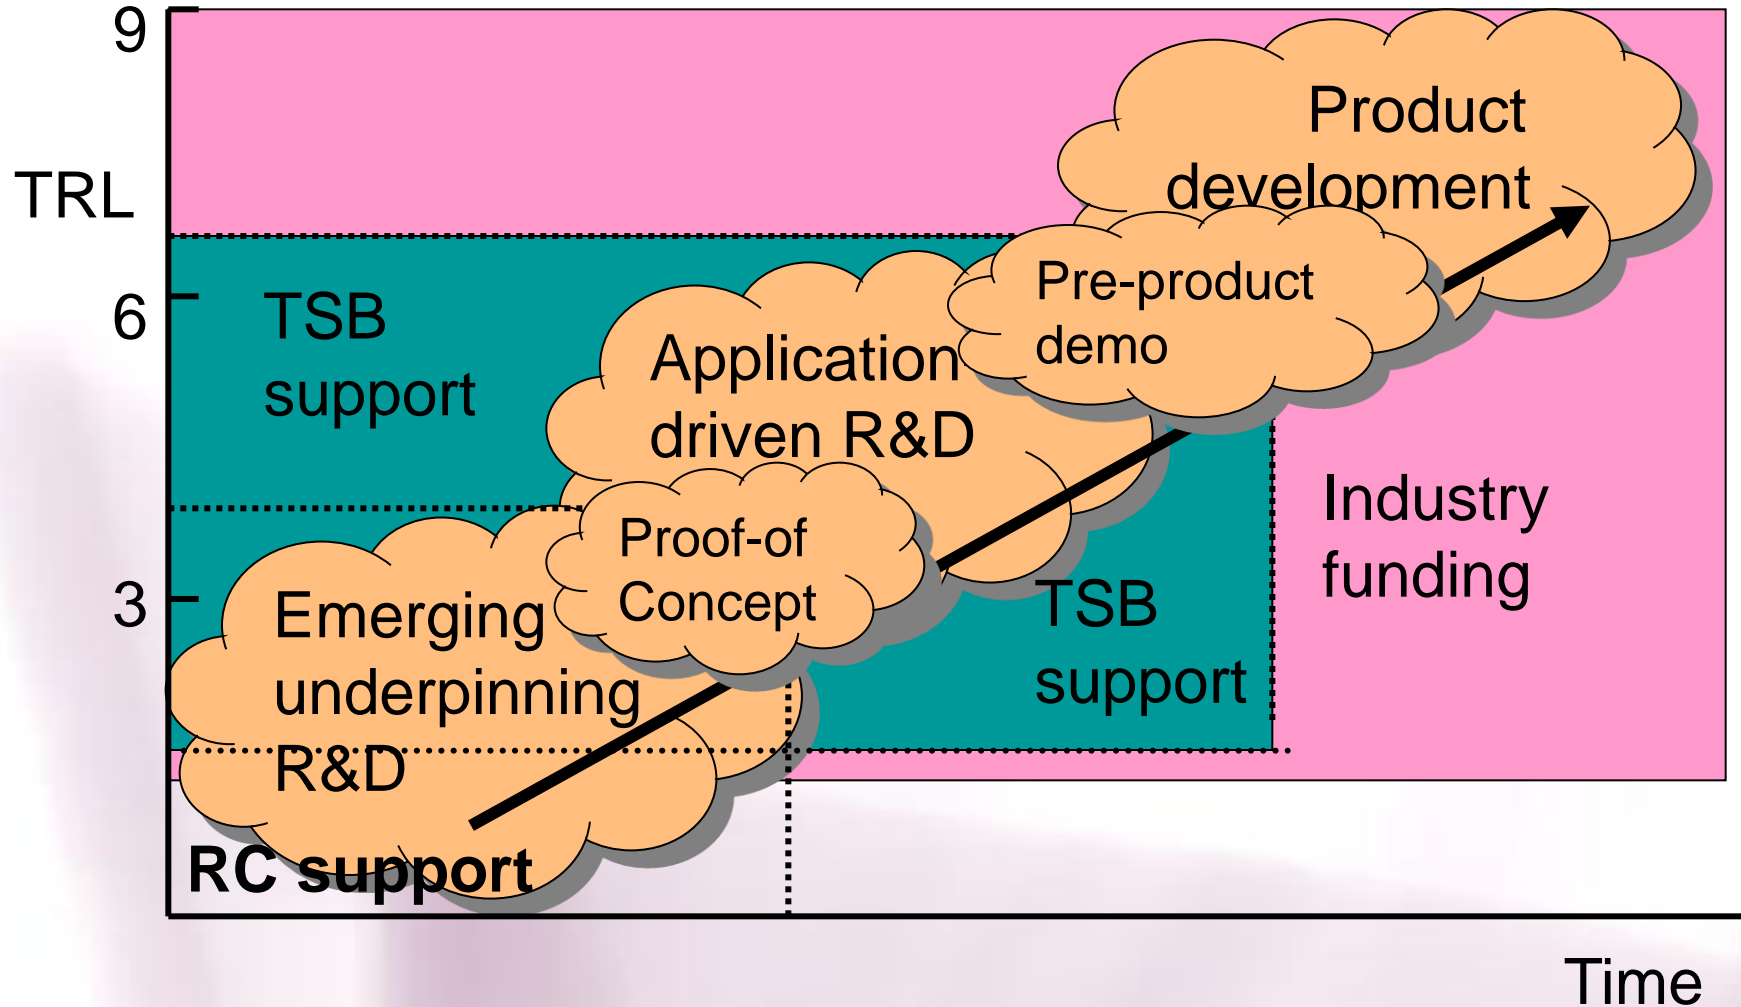 9
TRL
6
3
Product
development
Pre-product
demo
TSB
support
Application
driven R&D
Industry
funding
Proof-of
Concept
TSB
support
Emerging
underpinning
R&D
RC support
Time